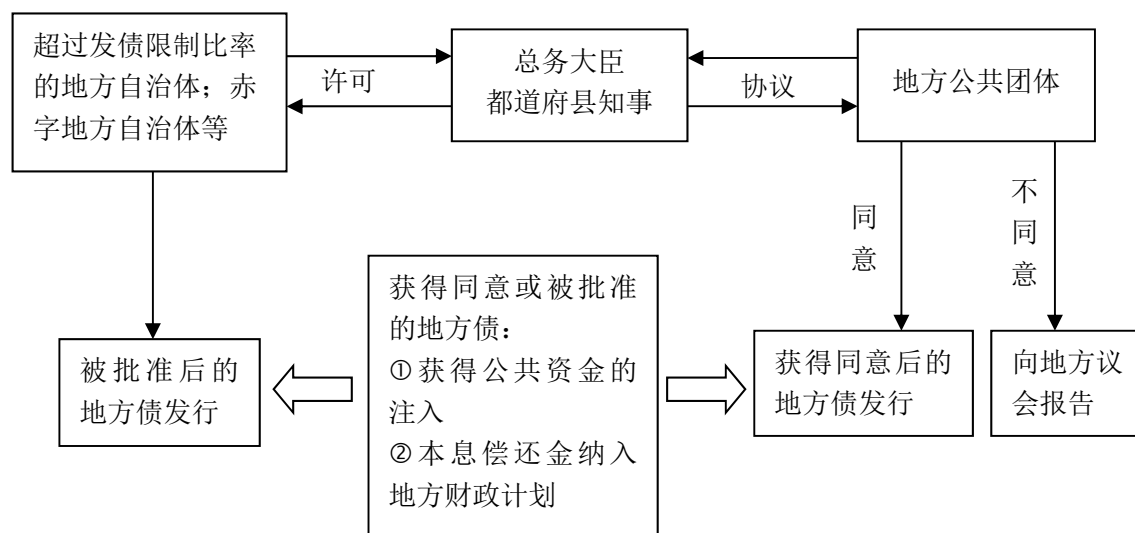 超过发债限制比率
的地方自治体；赤
字地方自治体等
许可
总务大臣
都道府县知事
协议
地方公共团体
同意
不同意
获得同意或被批准
的地方债：
①获得公共资金的
注入
②本息偿还金纳入
地方财政计划
被批准后的
地方债发行
获得同意后的
地方债发行
向地方议
会报告